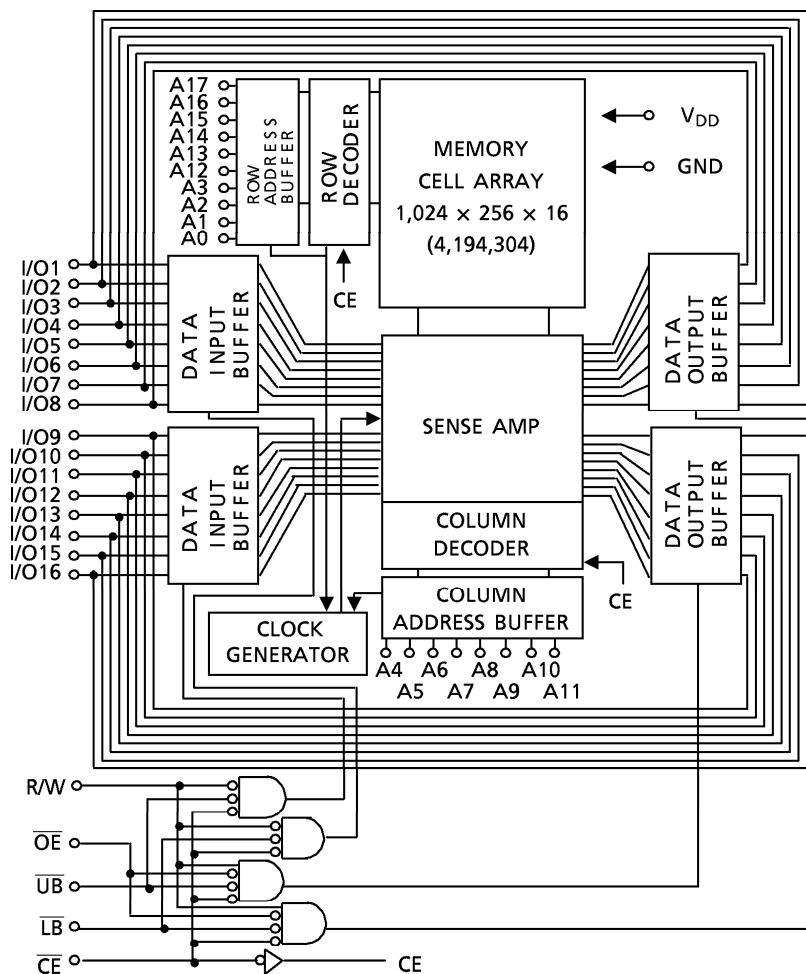 A17
A16
A15
A14
A13
A12
A3
A2
A1
A0
ROW
ADDRESS
BUFFER
ROW
DECODER
CE
MEMORY
CELL ARRAY
1,024 × 256 × 16
(4,194,304)
VDD
GND
I/O1
I/O2
I/O3
I/O4
I/O5
I/O6
I/O7
I/O8
DATA
INPUT
BUFFER
SENSE AMP
DATA
OUTPUT
BUFFER
I/O9
I/O10
I/O11
I/O12
I/O13
I/O14
I/O15
I/O16
DATA
INPUT
BUFFER
COLUMN
DECODER
DATA
OUTPUT
BUFFER
CE
CLOCK
GENERATOR
COLUMN
ADDRESS BUFFER
A4 A6 A8 A10
A5 A7 A9 A11
R/W
OE
UB
LB
CE
CE